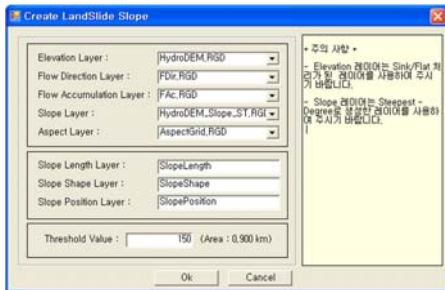 Create LandSlide Slope
Elevation Layer : HydroDEM,RGD
Flow Direction Layer : FDir,RGD
Flow Accumulation Layer : FAc,RGD
Slope Layer : HydroDEM_Slope_ST,RGI
Aspect Layer : AspectGrid,RGD
Slope Length Layer : SlopeLength
Slope Shape Layer : SlopeShape
Slope Position Layer : SlopePosition
Threshold Value : 150 (Area : 0,900 km)
Ok Cancel
* 주의 사항 *
- Elevation 레이어는 Sink/Flat 처
리가 된 레이어를 사용하여 주시
기 바랍니다.
- Slope 레이어는 Steepest -
Degree로 생성한 레이어를 사용하
여 주시기 바랍니다.